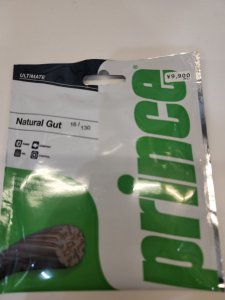 ULTIMATE
¥9,900
Natural Gut 16 / 130
prince